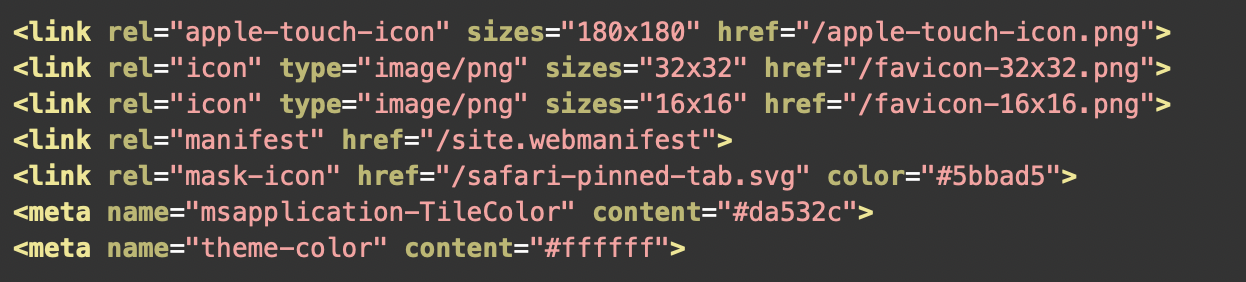 <link rel="apple-touch-icon" sizes="180x180" href="/apple-touch-icon.png">
<link rel="icon" type="image/png" sizes="32x32" href="/favicon-32x32.png">
<link rel="icon" type="image/png" sizes="16x16" href="/favicon-16x16.png">
<link rel="manifest" href="/site.webmanifest">
<link rel="mask-icon" href="/safari-pinned-tab.svg" color="#5bbad5">
<meta name="msapplication-TileColor" content="#da532c">
<meta name="theme-color" content="#ffffff">